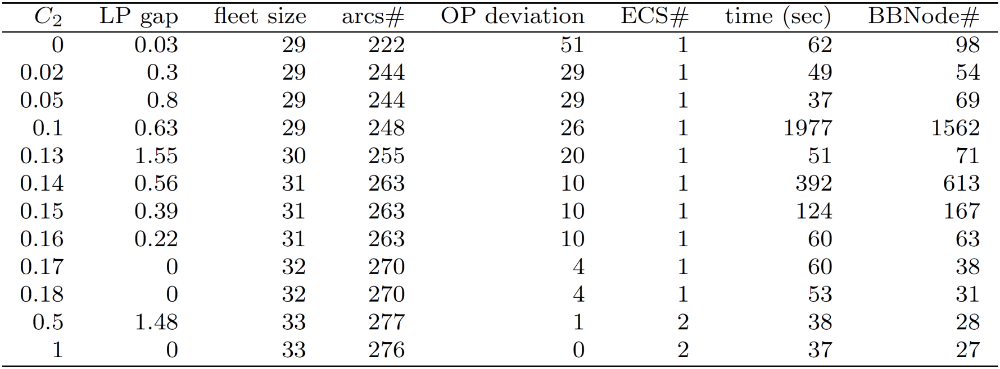 C₂ LP gap fleet size arcs# OP deviation ECS# time (sec) BBNode#
0 0.03 29 222 51 1 62 98
0.02 0.3 29 244 29 1 49 54
0.05 0.8 29 244 29 1 37 69
0.1 0.63 29 248 26 1 1977 1562
0.13 1.55 30 255 20 1 51 71
0.14 0.56 31 263 10 1 392 613
0.15 0.39 31 263 10 1 124 167
0.16 0.22 31 263 10 1 60 63
0.17 0 32 270 4 1 60 38
0.18 0 32 270 4 1 53 31
0.5 1.48 33 277 1 2 38 28
1 0 33 276 0 2 37 27